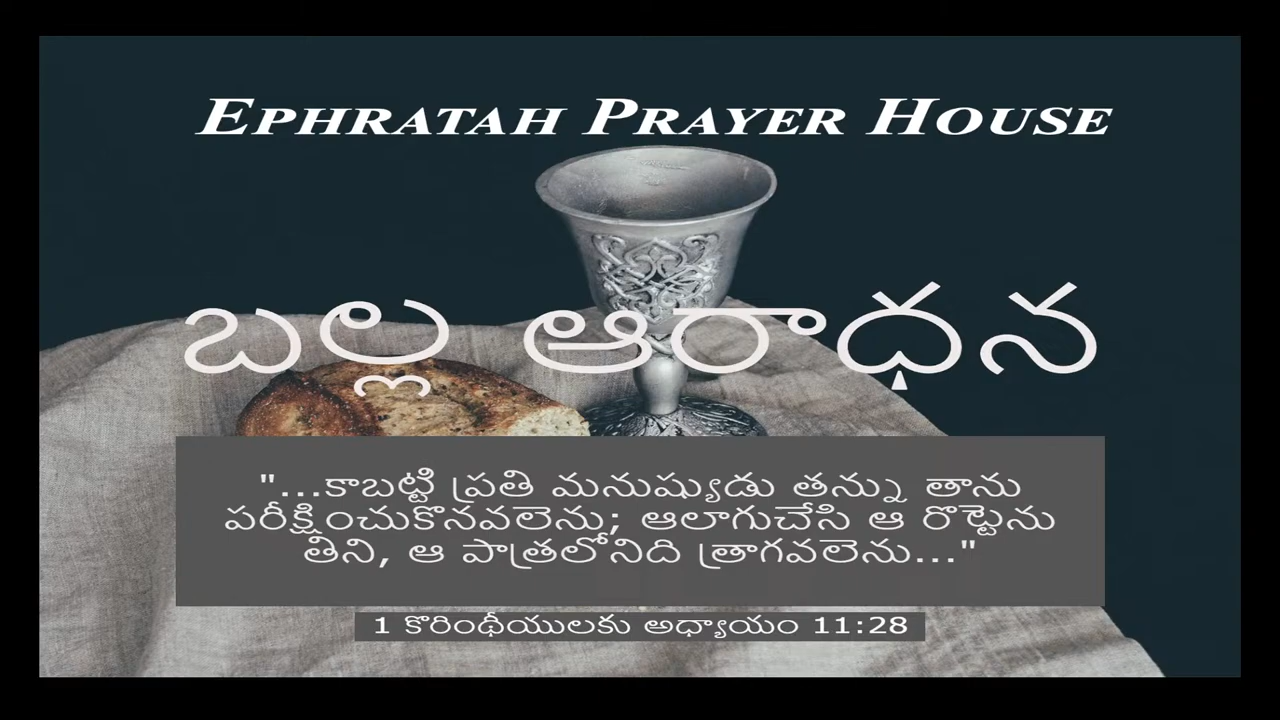 EPHRATAH PRAYER HOUSE
బల్ల ఆరాధన
"...కాబట్టి ప్రతి మనుష్యుడు తన్ను తాను
పరీక్షించుకొనవలెను; ఆలాగుచేసి ఆ రొట్టెను
తిని, ఆ పాత్రలోనిది త్రాగవలెను..."
1 కొరింథీయులకు అధ్యాయం 11:28